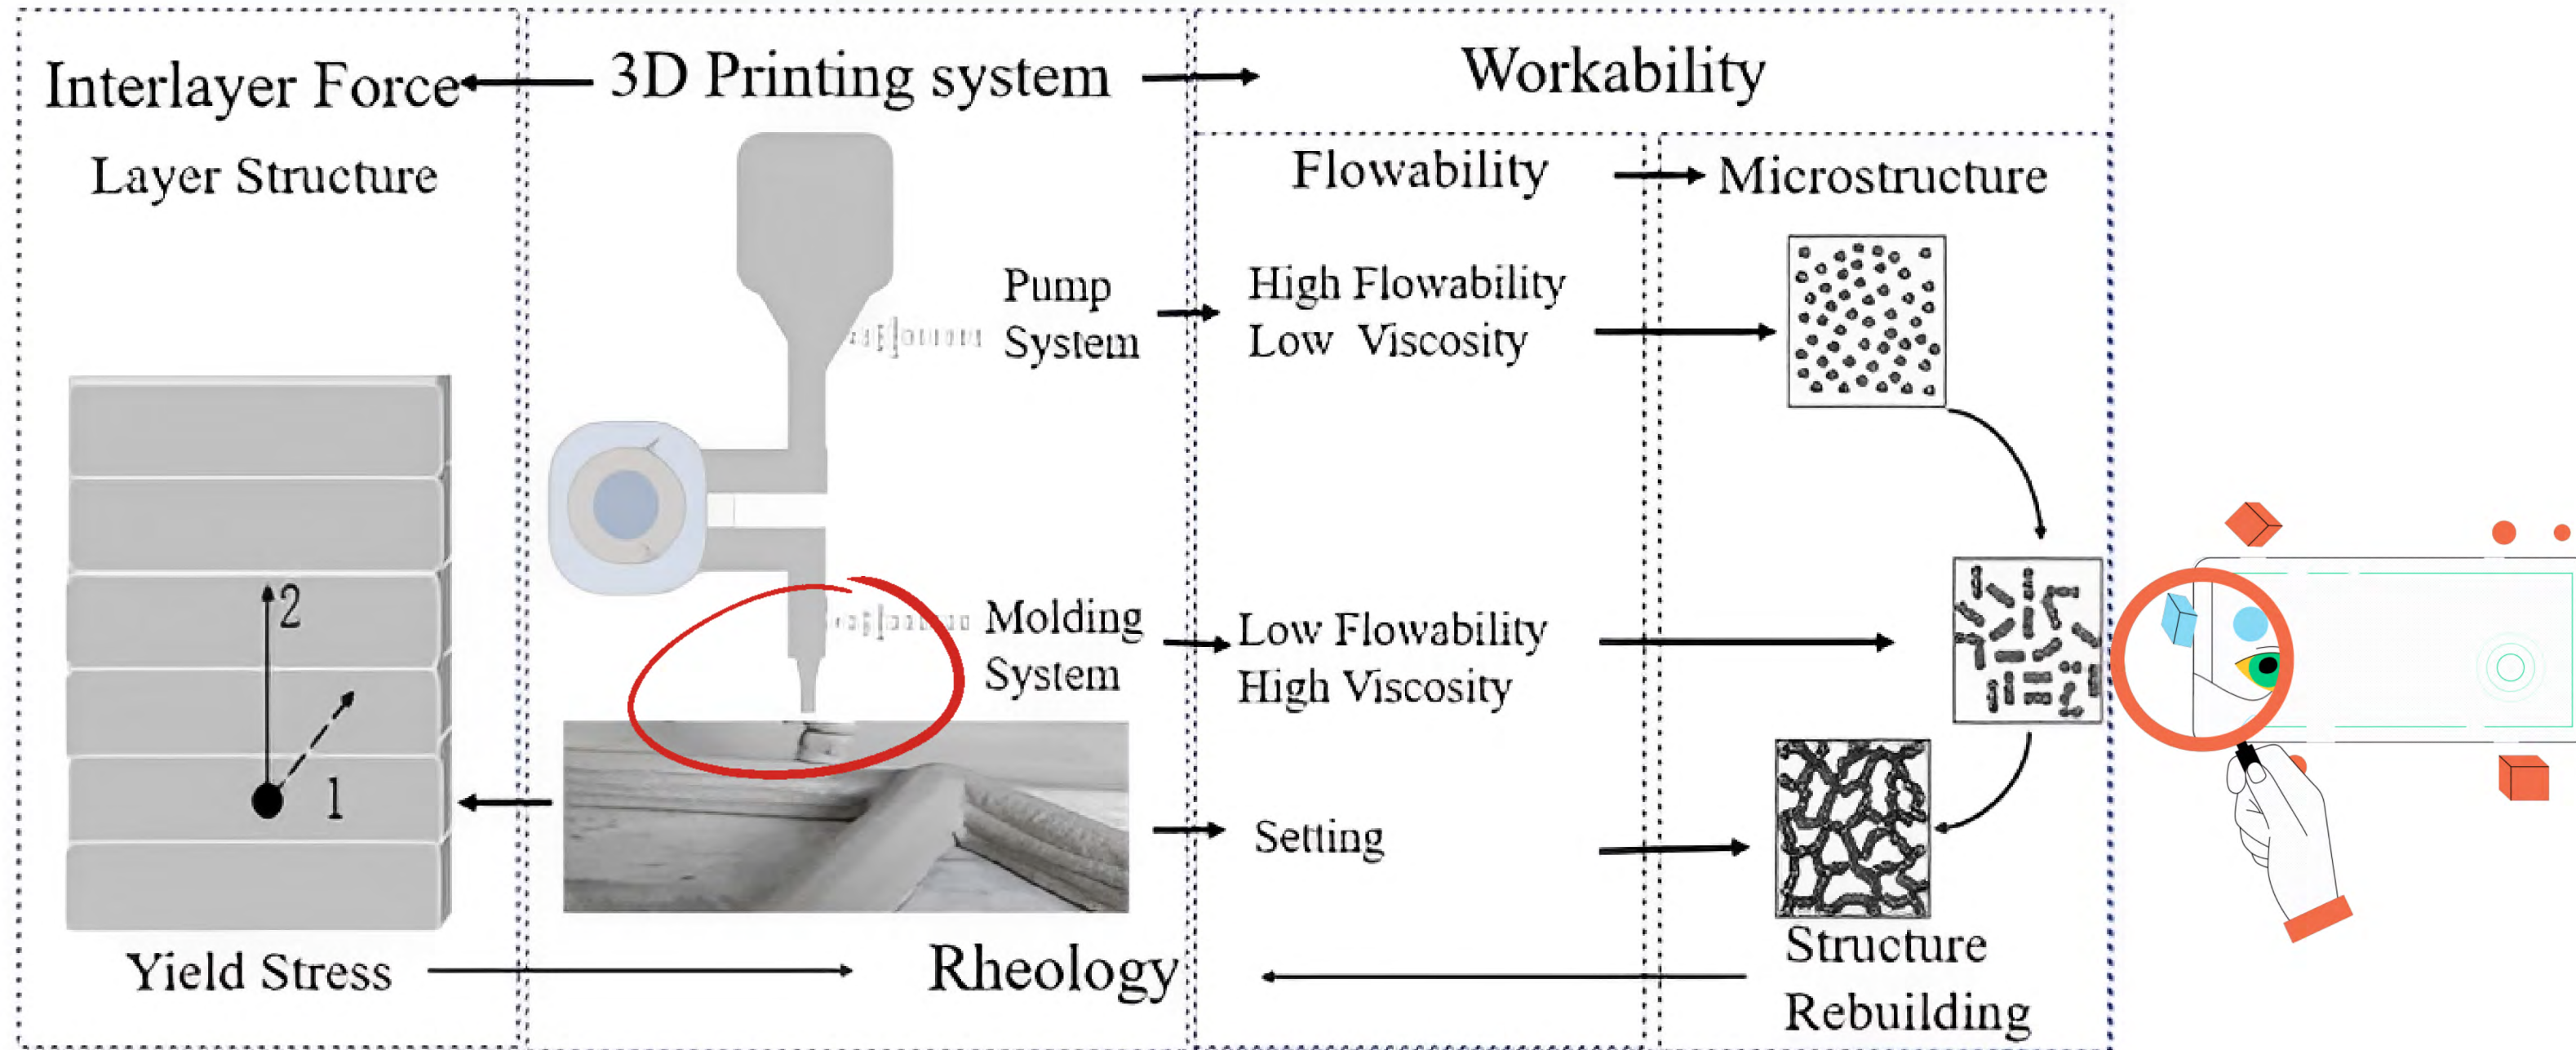 Interlayer Force
3D Printing system
Workability
Layer Structure
Flowability
Microstructure
Pump
System
High Flowability
Low Viscosity
2
1
Molding
System
Low Flowability
High Viscosity
Setting
Yield Stress
Rheology
Structure
Rebuilding